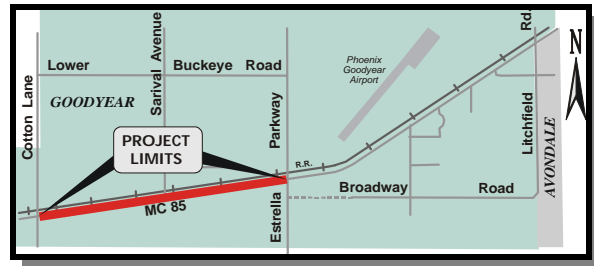 Lower Buckeye Road
Sarival Avenue
GOODYEAR
Cotton Lane
PROJECT
LIMITS
Parkway
Estrella
Phoenix
Goodyear
Airport
R.R.
MC 85
Broadway Road
Litchfield Rd.
AVONDALE
N